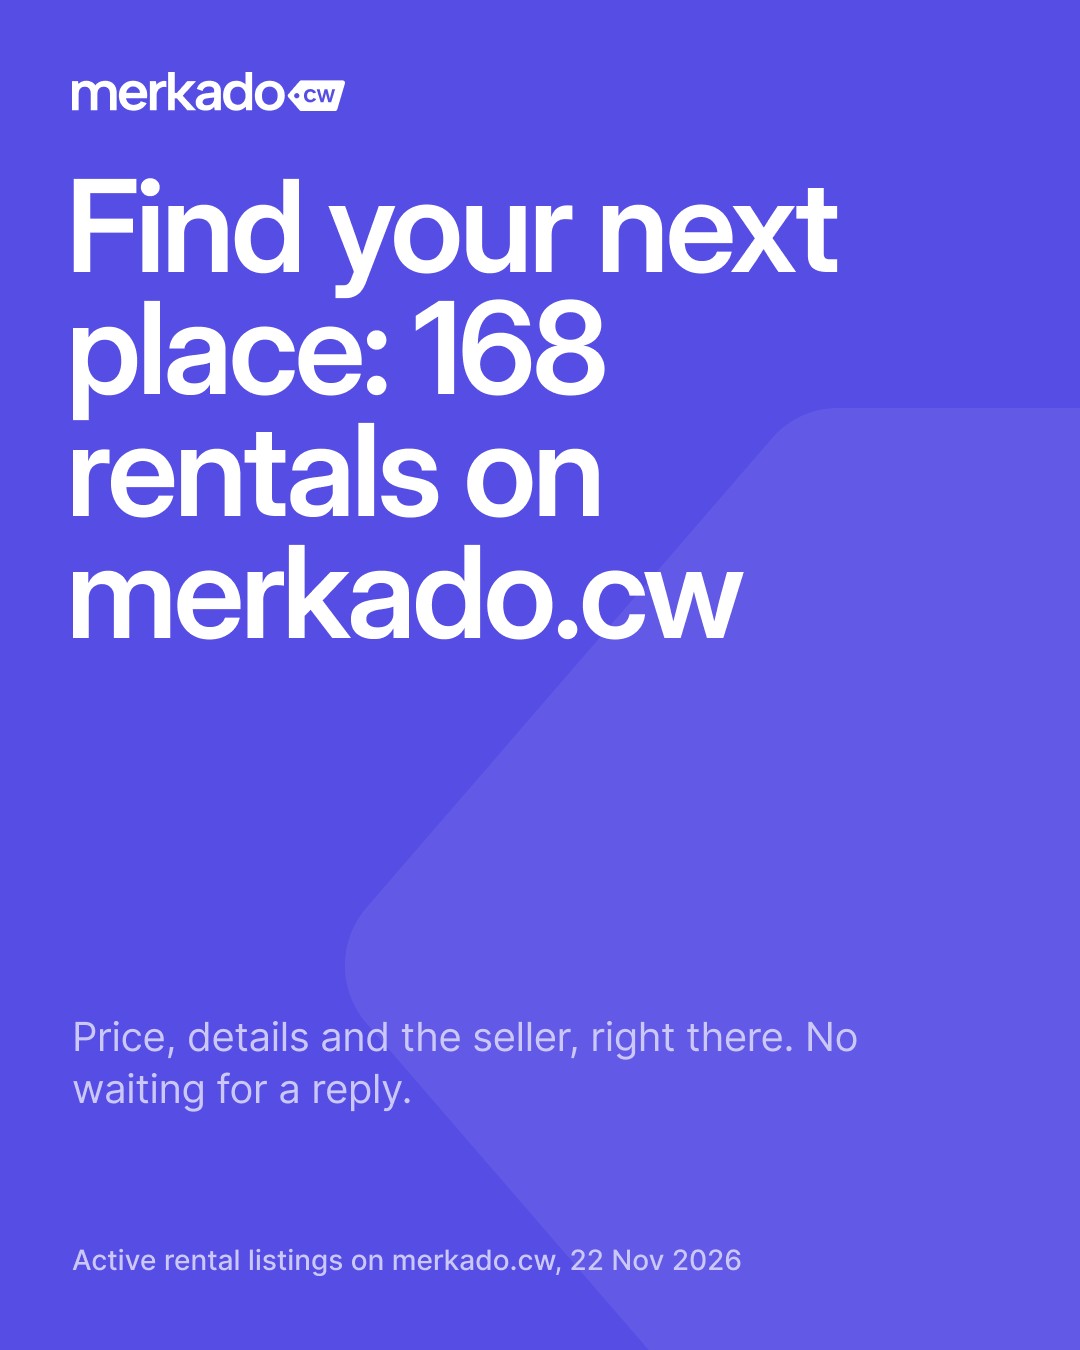 merkado cw
Find your next
place: 168
rentals on
merkado.cw
Price, details and the seller, right there. No
waiting for a reply.
Active rental listings on merkado.cw, 22 Nov 2026